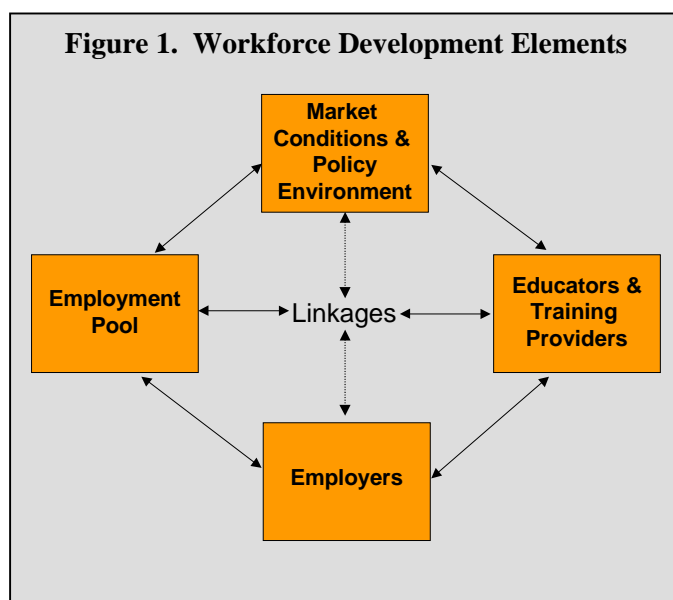 Figure 1.  Workforce Development Elements
Market
Conditions &
Policy
Environment
Employment
Pool
Linkages
Educators &
Training
Providers
Employers